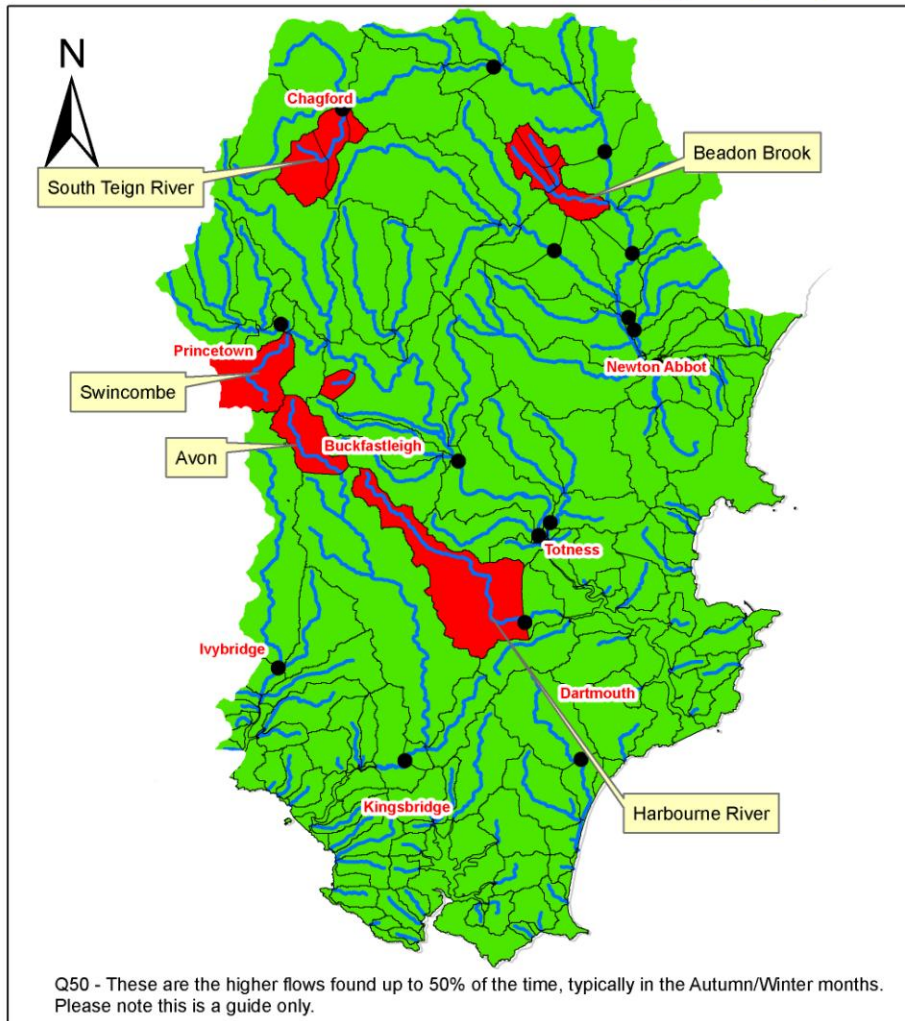 N
Chagford
South Teign River
Beadon Brook
Princetown
Newton Abbot
Swincombe
Avon
Buckfastleigh
Totness
Ivybridge
Dartmouth
Kingsbridge
Harbourne River
Q50 - These are the higher flows found up to 50% of the time, typically in the Autumn/Winter months.
Please note this is a guide only.